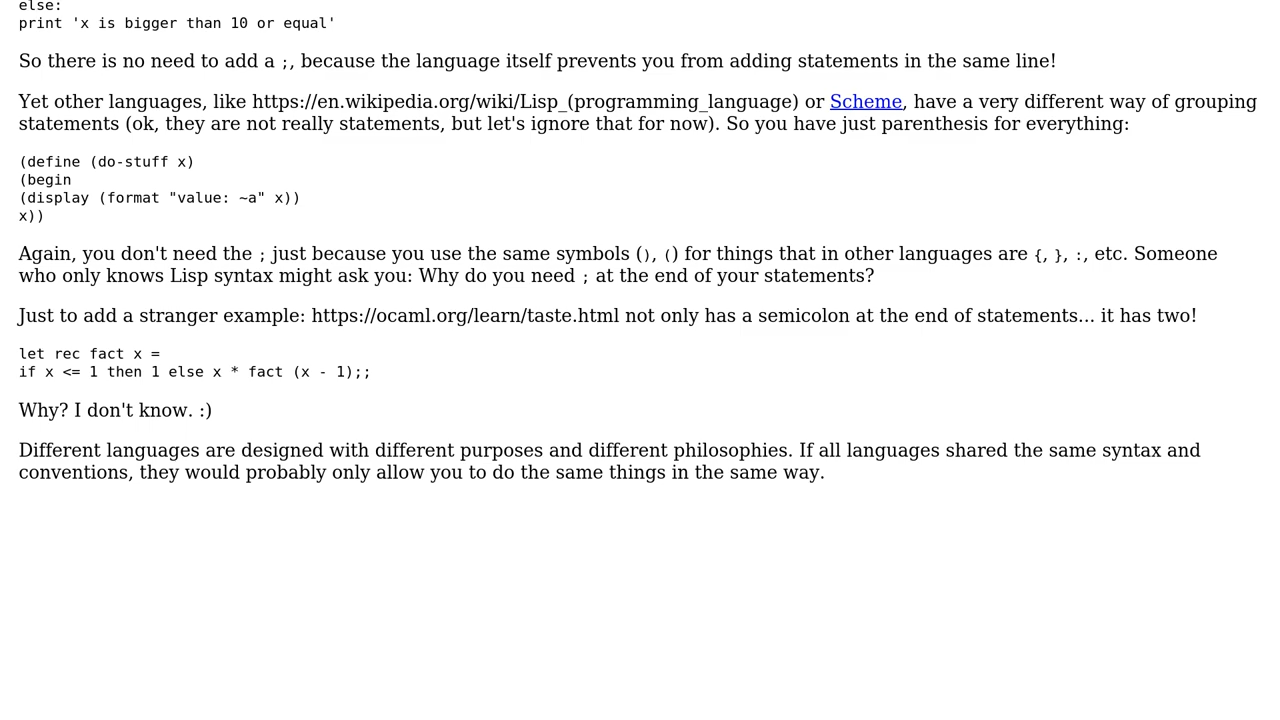 else:
print 'x is bigger than 10 or equal'
So there is no need to add a ;, because the language itself prevents you from adding statements in the same line!
Yet other languages, like https://en.wikipedia.org/wiki/Lisp_(programming_language) or Scheme, have a very different way of grouping
statements (ok, they are not really statements, but let's ignore that for now). So you have just parenthesis for everything:
(define (do-stuff x)
(begin
(display (format "value: ~a" x))
x))
Again, you don't need the ; just because you use the same symbols (), () for things that in other languages are {, }, :, etc. Someone
who only knows Lisp syntax might ask you: Why do you need ; at the end of your statements?
Just to add a stranger example: https://ocaml.org/learn/taste.html not only has a semicolon at the end of statements... it has two!
let rec fact x =
if x <= 1 then 1 else x * fact (x - 1);;
Why? I don't know. :)
Different languages are designed with different purposes and different philosophies. If all languages shared the same syntax and
conventions, they would probably only allow you to do the same things in the same way.